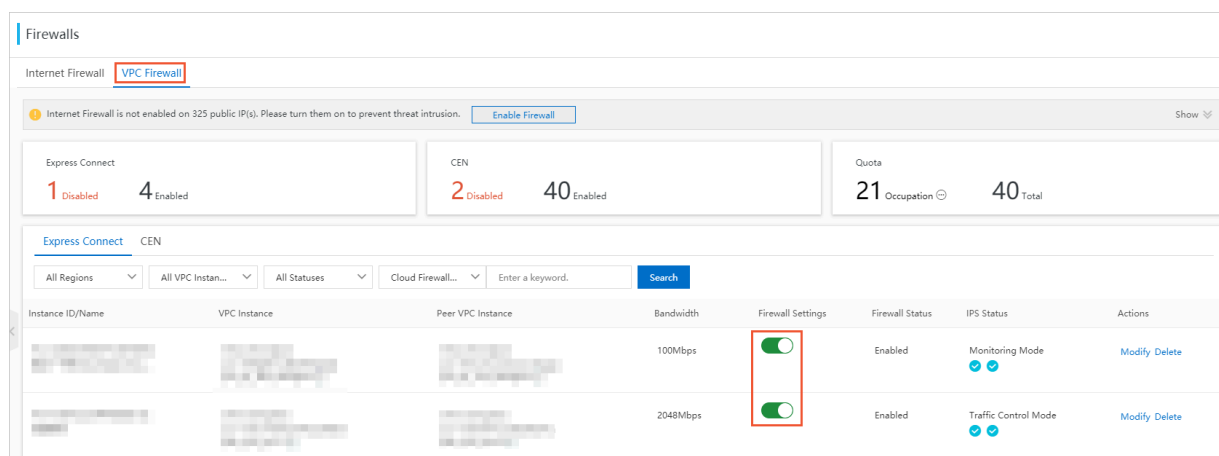 Firewalls
Internet Firewall VPC Firewall
Internet Firewall is not enabled on 325 public IP(s). Please turn them on to prevent threat intrusion. Enable Firewall Show
Express Connect CEN Quota
1 Disabled 4 Enabled 2 Disabled 40 Enabled 21 Occupation 40 Total
Express Connect CEN
All Regions All VPC Instan... All Statuses Cloud Firewall... Enter a keyword. Search
Instance ID/Name VPC Instance Peer VPC Instance Bandwidth Firewall Settings Firewall Status IPS Status Actions
100Mbps Enabled Monitoring Mode Modify Delete
2048Mbps Enabled Traffic Control Mode Modify Delete